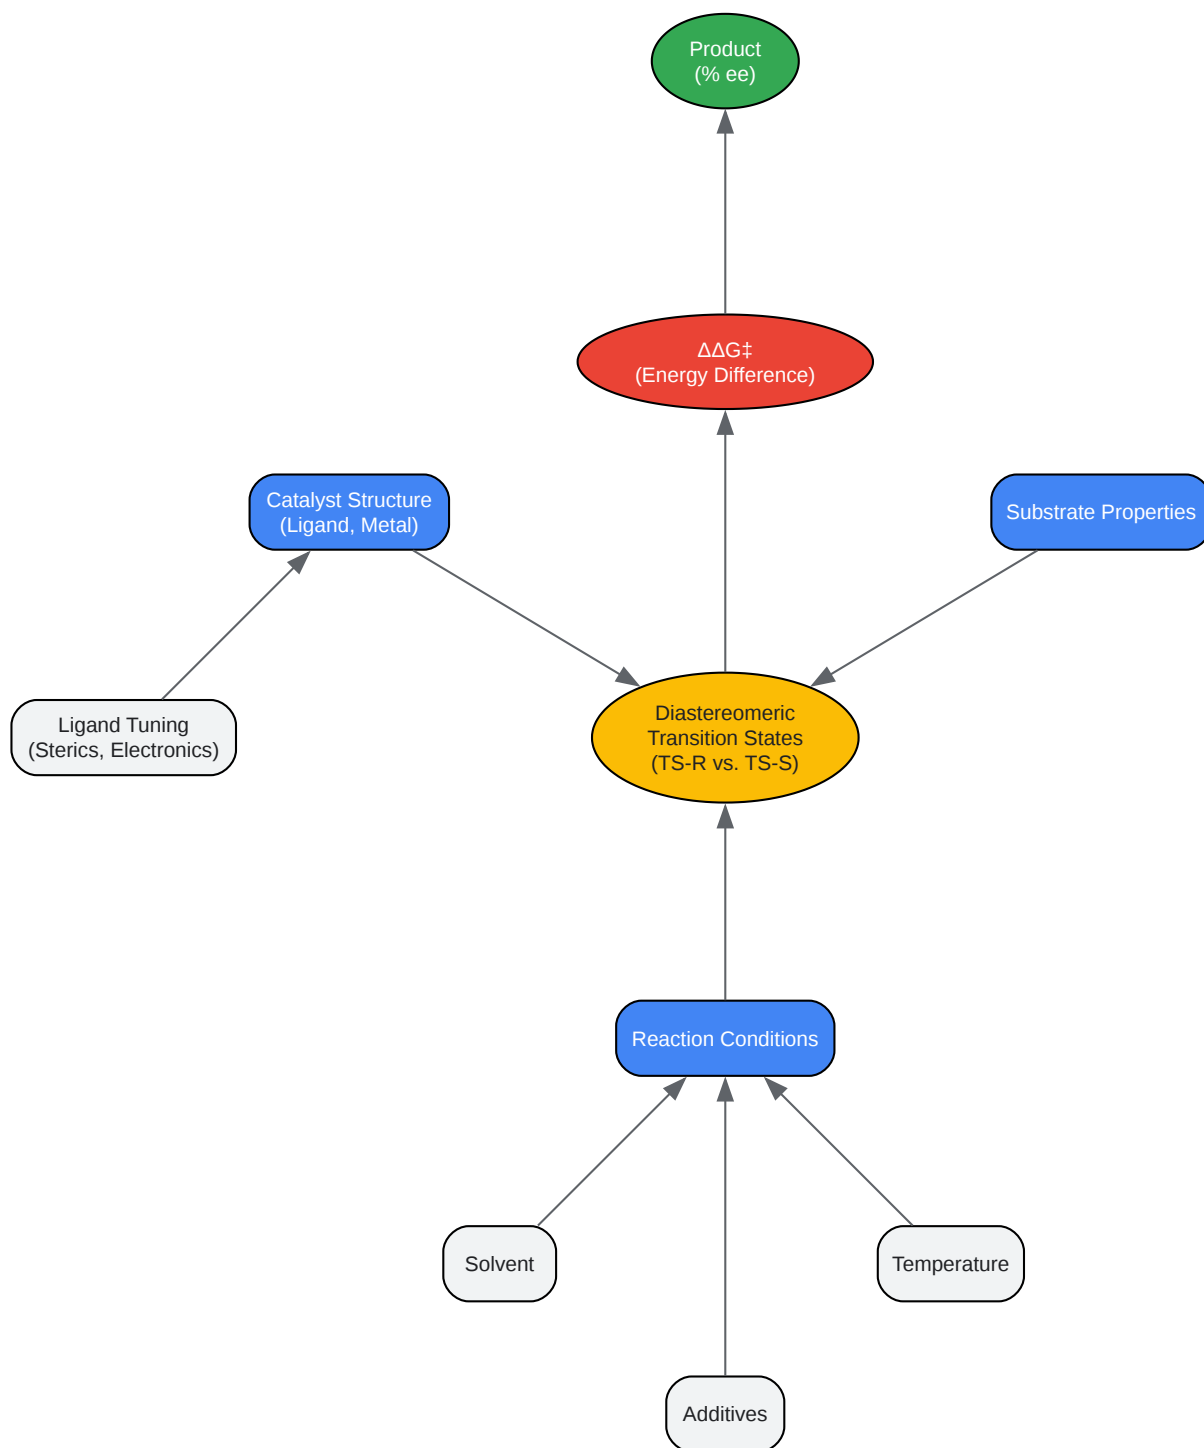 Product
(% ee)
ΔΔG‡
(Energy Difference)
Catalyst Structure
(Ligand, Metal)
Substrate Properties
Ligand Tuning
(Sterics, Electronics)
Diastereomeric
Transition States
(TS-R vs. TS-S)
Reaction Conditions
Solvent
Temperature
Additives